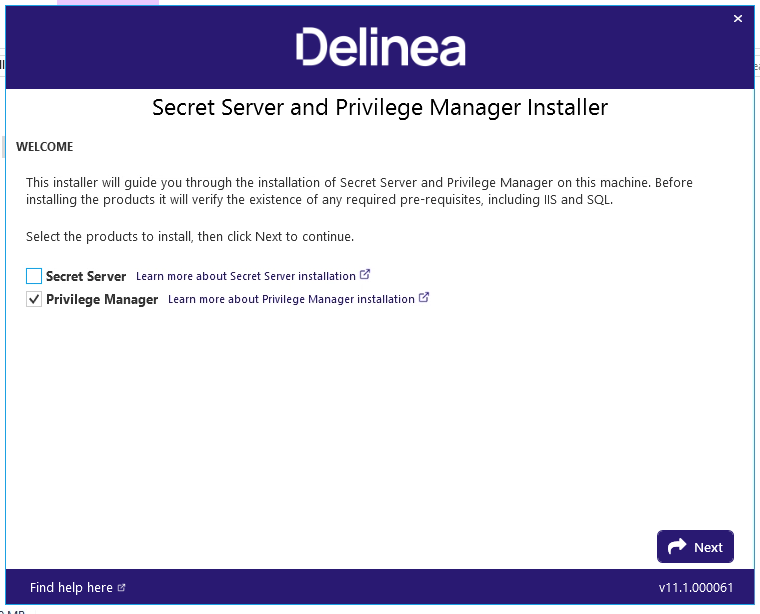 Delinea
Secret Server and Privilege Manager Installer
WELCOME
This installer will guide you through the installation of Secret Server and Privilege Manager on this machine. Before
installing the products it will verify the existence of any required pre-requisites, including IIS and SQL.
Select the products to install, then click Next to continue.
Secret Server Learn more about Secret Server installation
Privilege Manager Learn more about Privilege Manager installation
Next
Find help here v11.1.000061